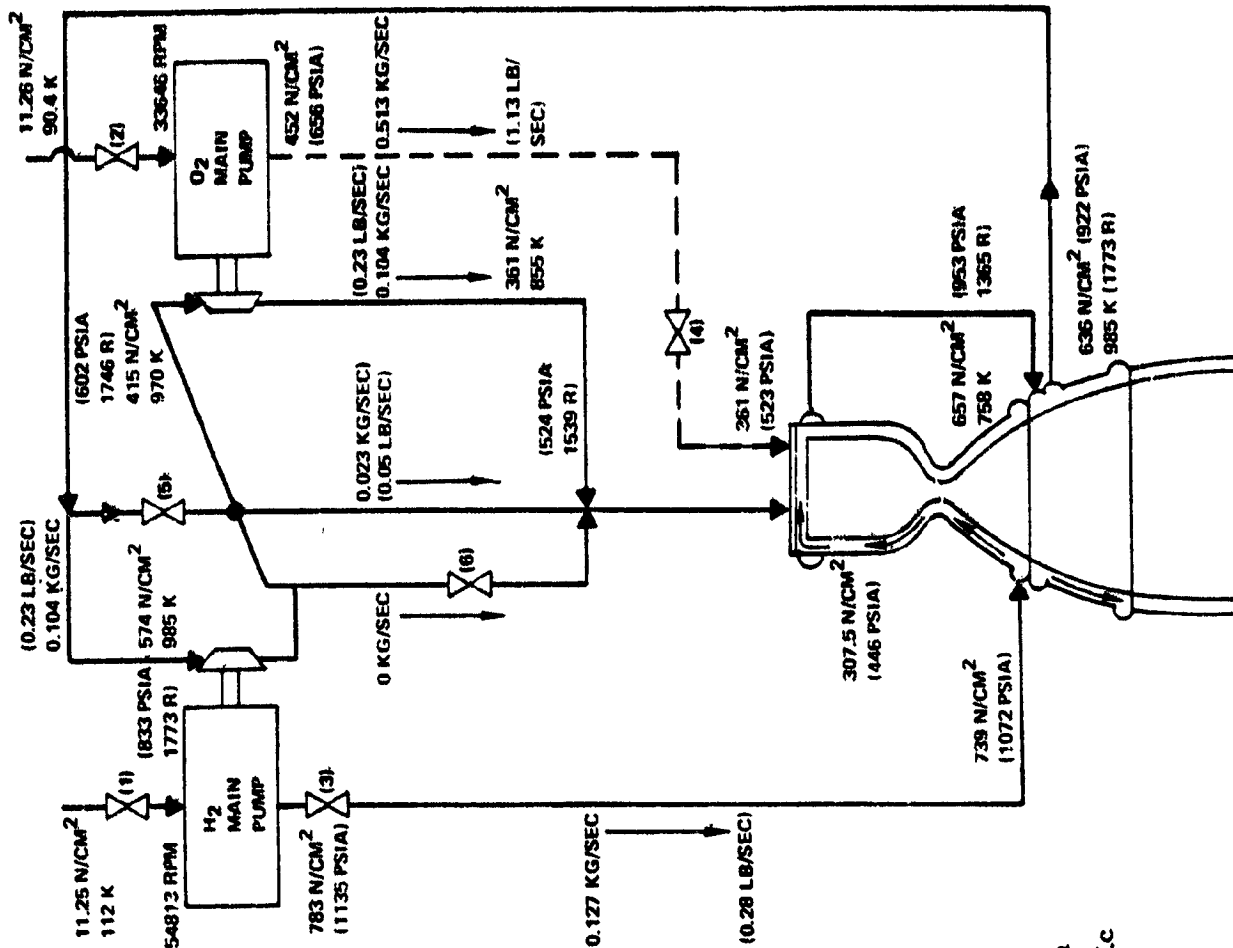 11.26 N/CM²
90.4 K
(2)
33646 RPM
O₂
MAIN
PUMP
452 N/CM²
(656 PSIA)
0.513 KG/SEC
(1.13 LB/
SEC)
(0.23 LB/SEC)
0.104 KG/SEC
361 N/CM²
855 K
(602 PSIA
1746 R)
415 N/CM²
970 K
(4)
(5)
0.023 KG/SEC)
(0.05 LB/SEC)
(524 PSIA
1539 R)
(0.23 LB/SEC)
0.104 KG/SEC
(833 PSIA - 574 N/CM²
1773 R) 985 K
(6)
0 KG/SEC
11.25 N/CM²
112 K
(1)
54813 RPM
H₂
MAIN
PUMP
783 N/CM²
(1135 PSIA)
(3)
0.127 KG/SEC
(0.28 LB/SEC)
361 N/CM²
(523 PSIA)
307.5 N/CM²
(446 PSIA)
739 N/CM²
(1072 PSIA)
(953 PSIA
1365 R)
657 N/CM²
758 K
636 N/CM² (922 PSIA)
985 K (1773 R)